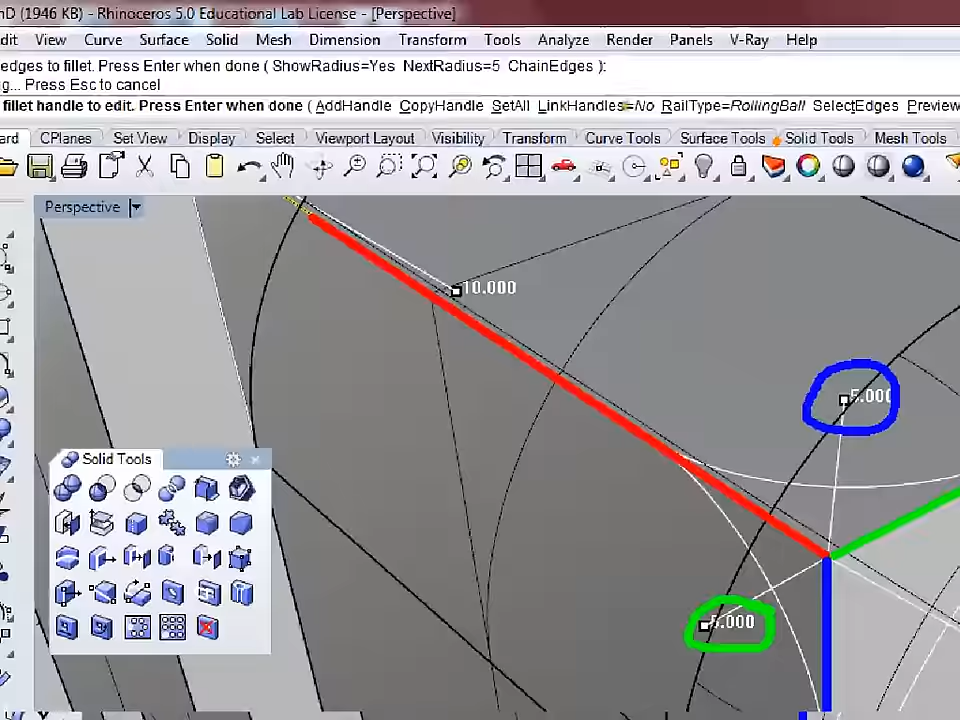 nD (1946 KB) - Rhinoceros 5.0 Educational Lab License - [Perspective]
dit View Curve Surface Solid Mesh Dimension Transform Tools Analyze Render Panels V-Ray Help
edges to fillet. Press Enter when done ( ShowRadius=Yes NextRadius=5 ChainEdges ):
g... Press Esc to cancel
fillet handle to edit. Press Enter when done ( AddHandle CopyHandle SetAll LinkHandles=No RailType=RollingBall SelectEdges Preview
ard CPlanes Set View Display Select Viewport Layout Visibility Transform Curve Tools Surface Tools Solid Tools Mesh Tools
Perspective
10.000
5.000
Solid Tools
5.000